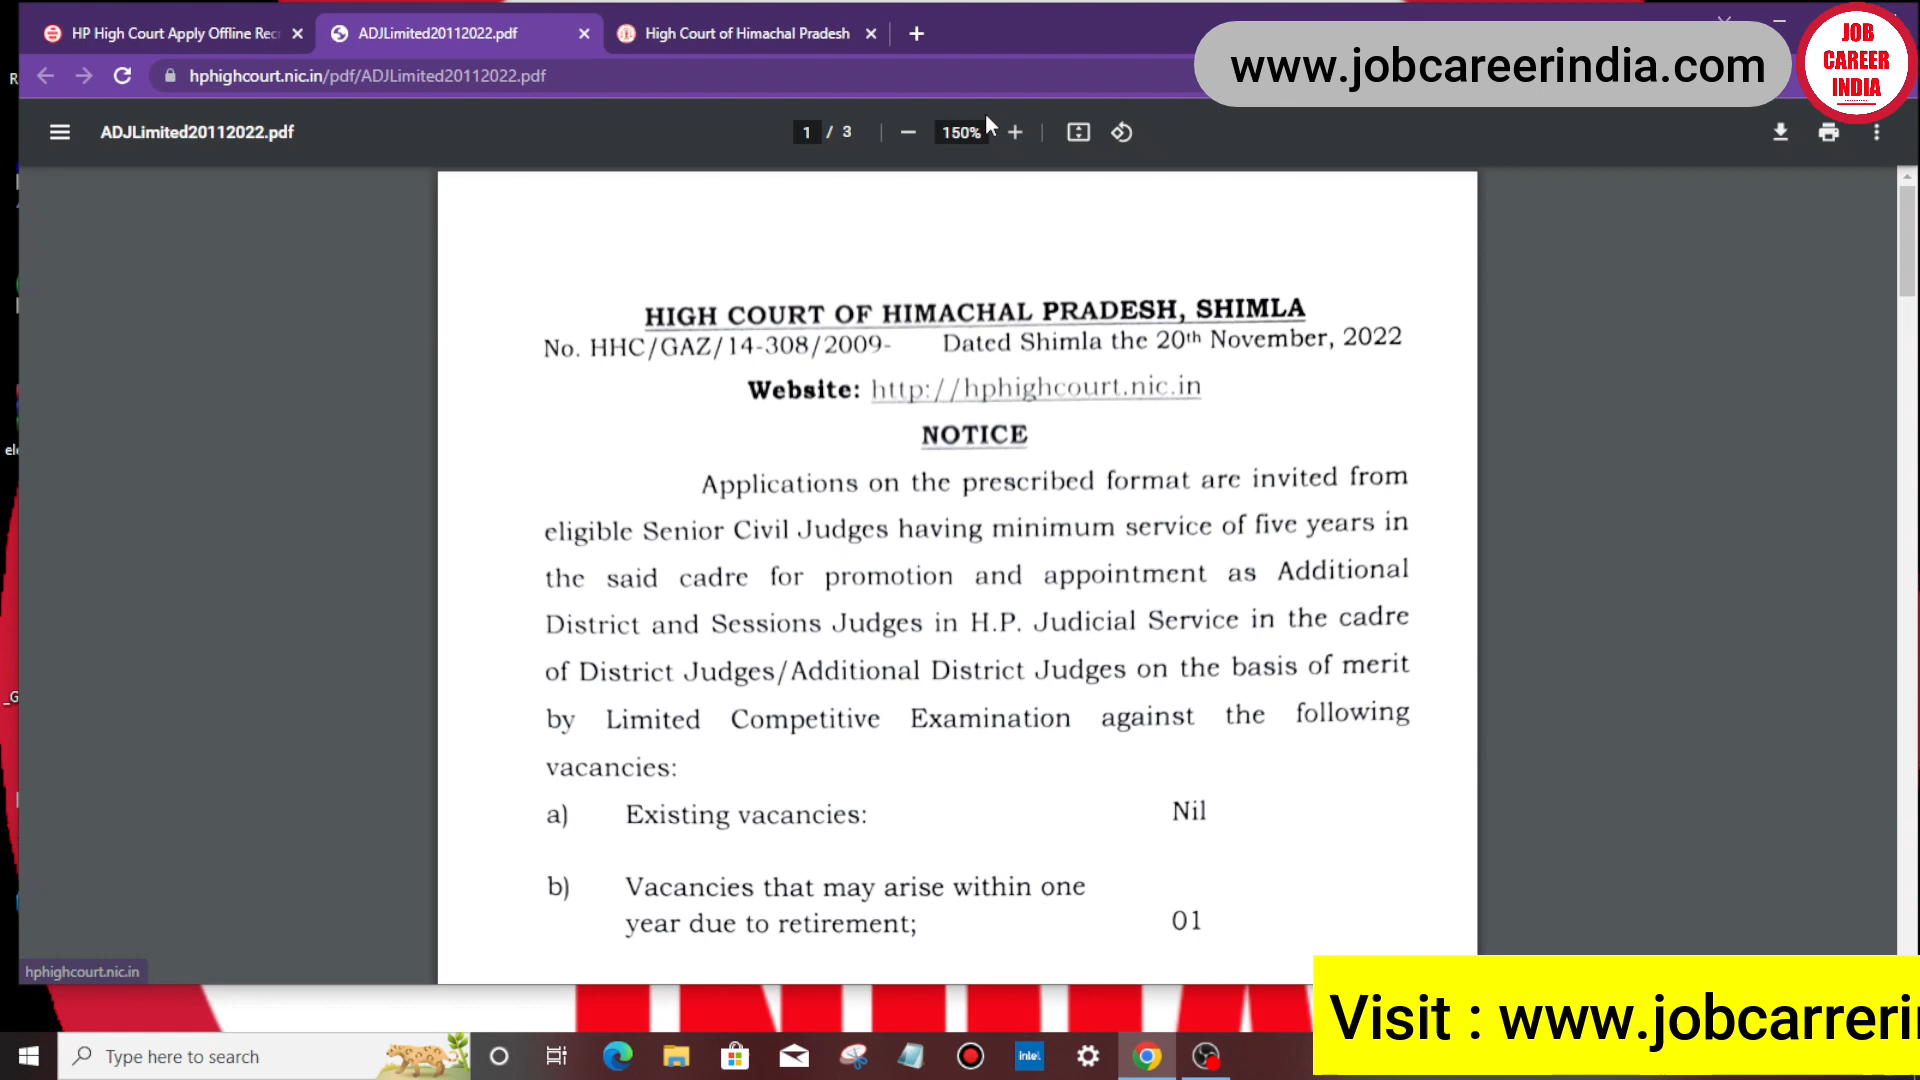 HP High Court Apply Offline Rec
ADJLimited20112022.pdf
High Court of Himachal Pradesh
www.jobcareerindia.com
JOB
CAREER
INDIA
hphighcourt.nic.in/pdf/ADJLimited20112022.pdf
ADJLimited20112022.pdf
1 / 3
150%
HIGH COURT OF HIMACHAL PRADESH, SHIMLA
No. HHC/GAZ/14-308/2009- Dated Shimla the 20th November, 2022
Website: http://hphighcourt.nic.in
NOTICE
Applications on the prescribed format are invited from
eligible Senior Civil Judges having minimum service of five years in
the said cadre for promotion and appointment as Additional
District and Sessions Judges in H.P. Judicial Service in the cadre
of District Judges/Additional District Judges on the basis of merit
by Limited Competitive Examination against the following
vacancies:
a) Existing vacancies: Nil
b) Vacancies that may arise within one
year due to retirement; 01
hphighcourt.nic.in
Visit : www.jobcarreri
Type here to search
intel